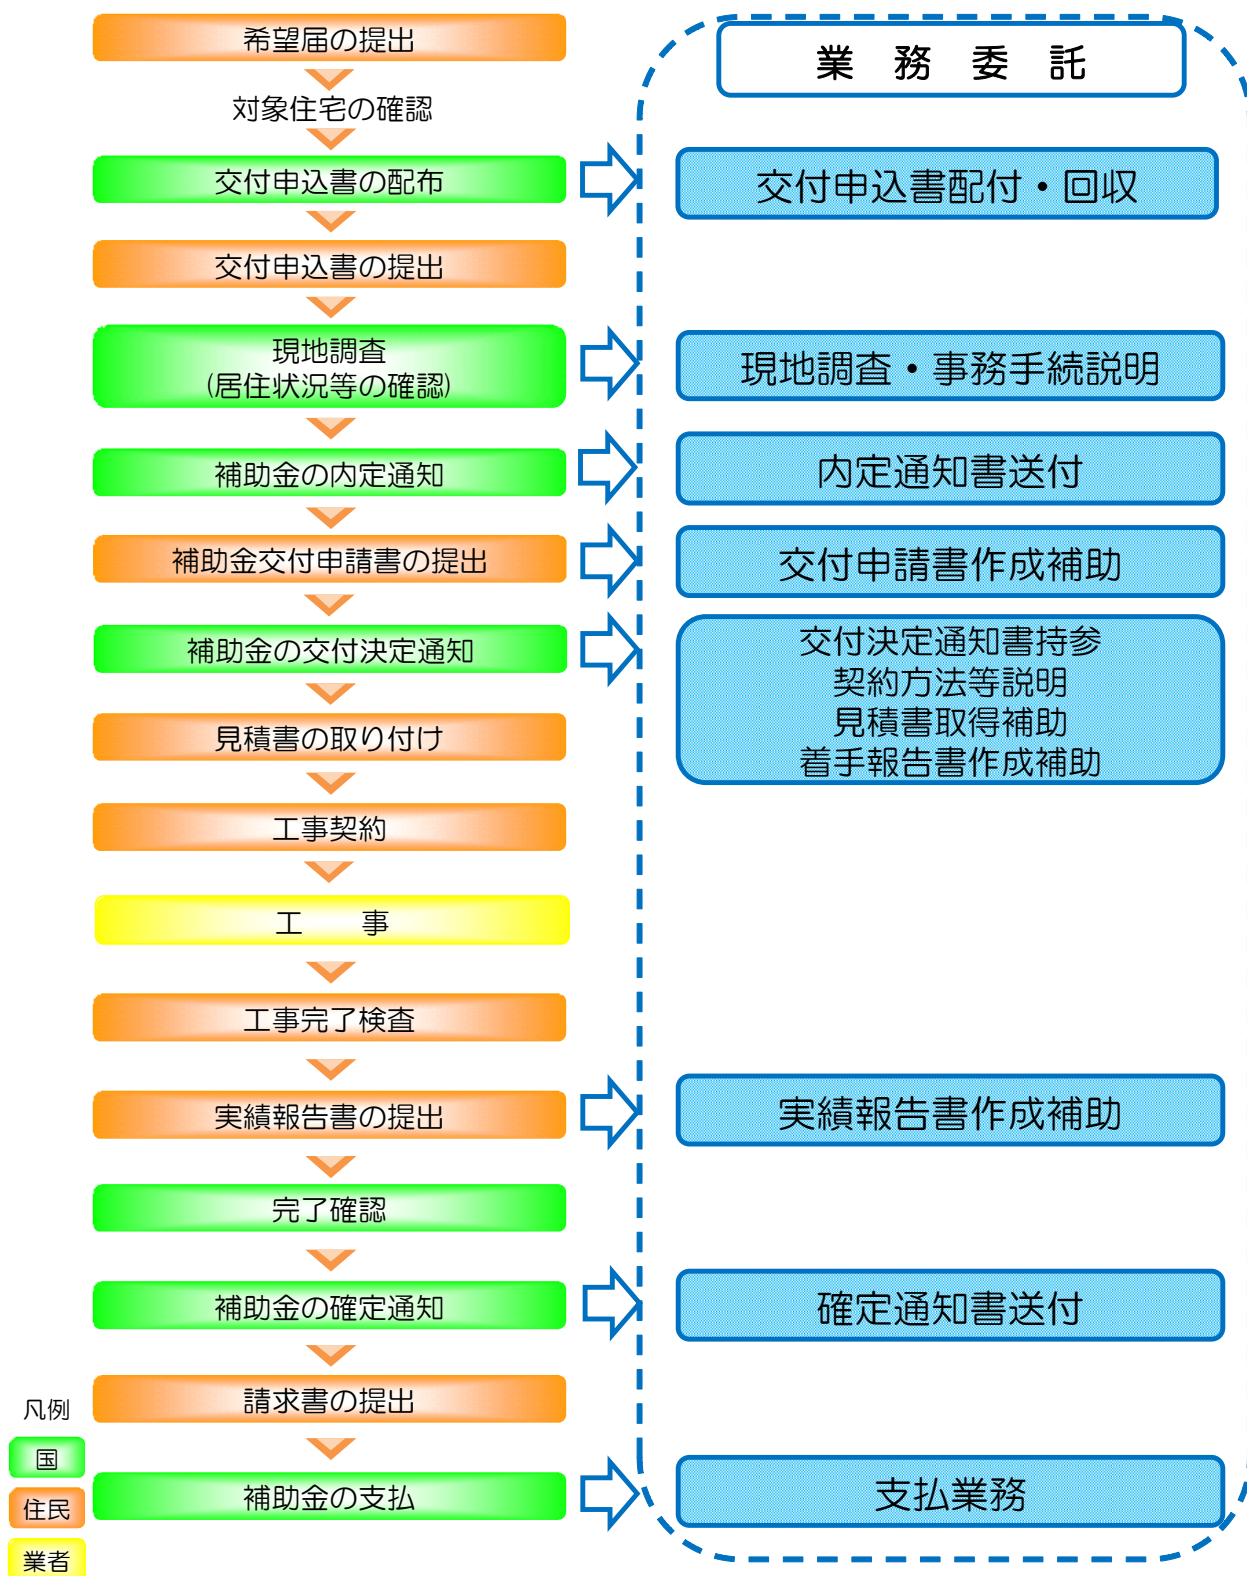 希望届の提出
対象住宅の確認
交付申込書の配布
交付申込書の提出
現地調査
(居住状況等の確認)
補助金の内定通知
補助金交付申請書の提出
補助金の交付決定通知
見積書の取り付け
工事契約
工　事
工事完了検査
実績報告書の提出
完了確認
補助金の確定通知
請求書の提出
補助金の支払
業 務 委 託
交付申込書配付・回収
現地調査・事務手続説明
内定通知書送付
交付申請書作成補助
交付決定通知書持参
契約方法等説明
見積書取得補助
着手報告書作成補助
実績報告書作成補助
確定通知書送付
支払業務
凡例
国
住民
業者